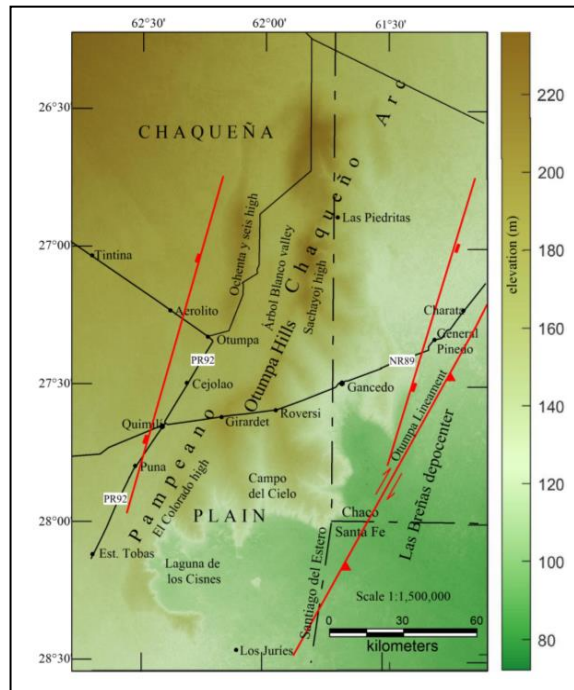 62°30' 62°00' 61°30'
26°30'
27°00'
27°30'
28°00'
28°30'
CHAQUEÑA
Pampeano Chaqueño Arc
Las Piedritas
Ochenta y seis high
Árbol Blanco valley
Sachayoj high
Tintina
Aerolito
Otumpa
Otumpa Hills
Charata
General
Pinedo
PR92
NR89
Cejolao
Gancedo
Quimilí
Girardet
Roversi
Otumpa Lineament
Las Breñas depocenter
Puna
El Colorado high
Campo
del Cielo
PR92
PLAIN
Chaco
Santa Fe
Santiago del Estero
Est. Tobas
Laguna de
los Cisnes
Scale 1:1,500,000
0 30 60
kilometers
Los Juries
220
200
180
160
140
120
100
80
elevation (m)